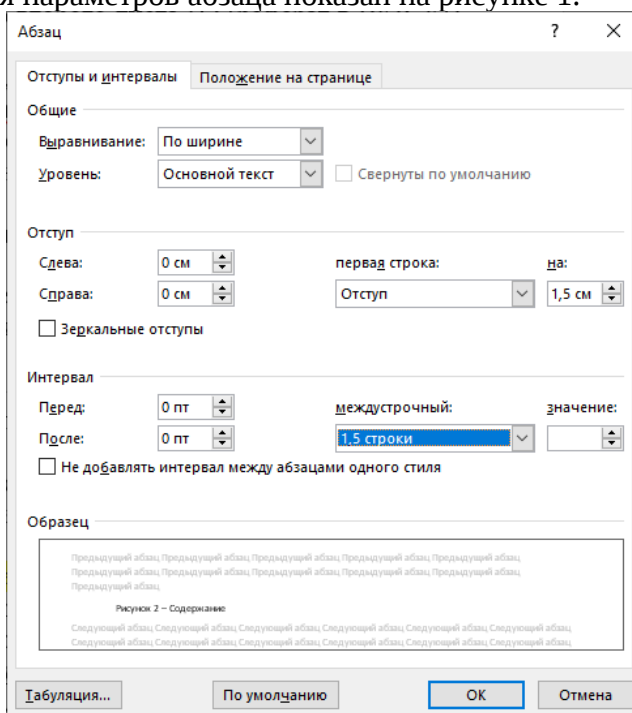 я параметров абзаца показан на рисунке 1.
Абзац ? ×
Отступы и интервалы Положение на странице
Общие
Выравнивание: По ширине
Уровень: Основной текст Свернуты по умолчанию
Отступ
Слева: 0 см первая строка: на:
Справа: 0 см Отступ 1,5 см
Зеркальные отступы
Интервал
Перед: 0 пт междустрочный: значение:
После: 0 пт 1,5 строки
Не добавлять интервал между абзацами одного стиля
Образец
Предыдущий абзац Предыдущий абзац Предыдущий абзац Предыдущий абзац Предыдущий абзац
Предыдущий абзац Предыдущий абзац Предыдущий абзац Предыдущий абзац Предыдущий абзац
Предыдущий абзац
Рисунок 2 – Содержание
Следующий абзац Следующий абзац Следующий абзац Следующий абзац Следующий абзац Следующий абзац
Следующий абзац Следующий абзац Следующий абзац Следующий абзац Следующий абзац Следующий абзац
Табуляция... По умолчанию ОК Отмена